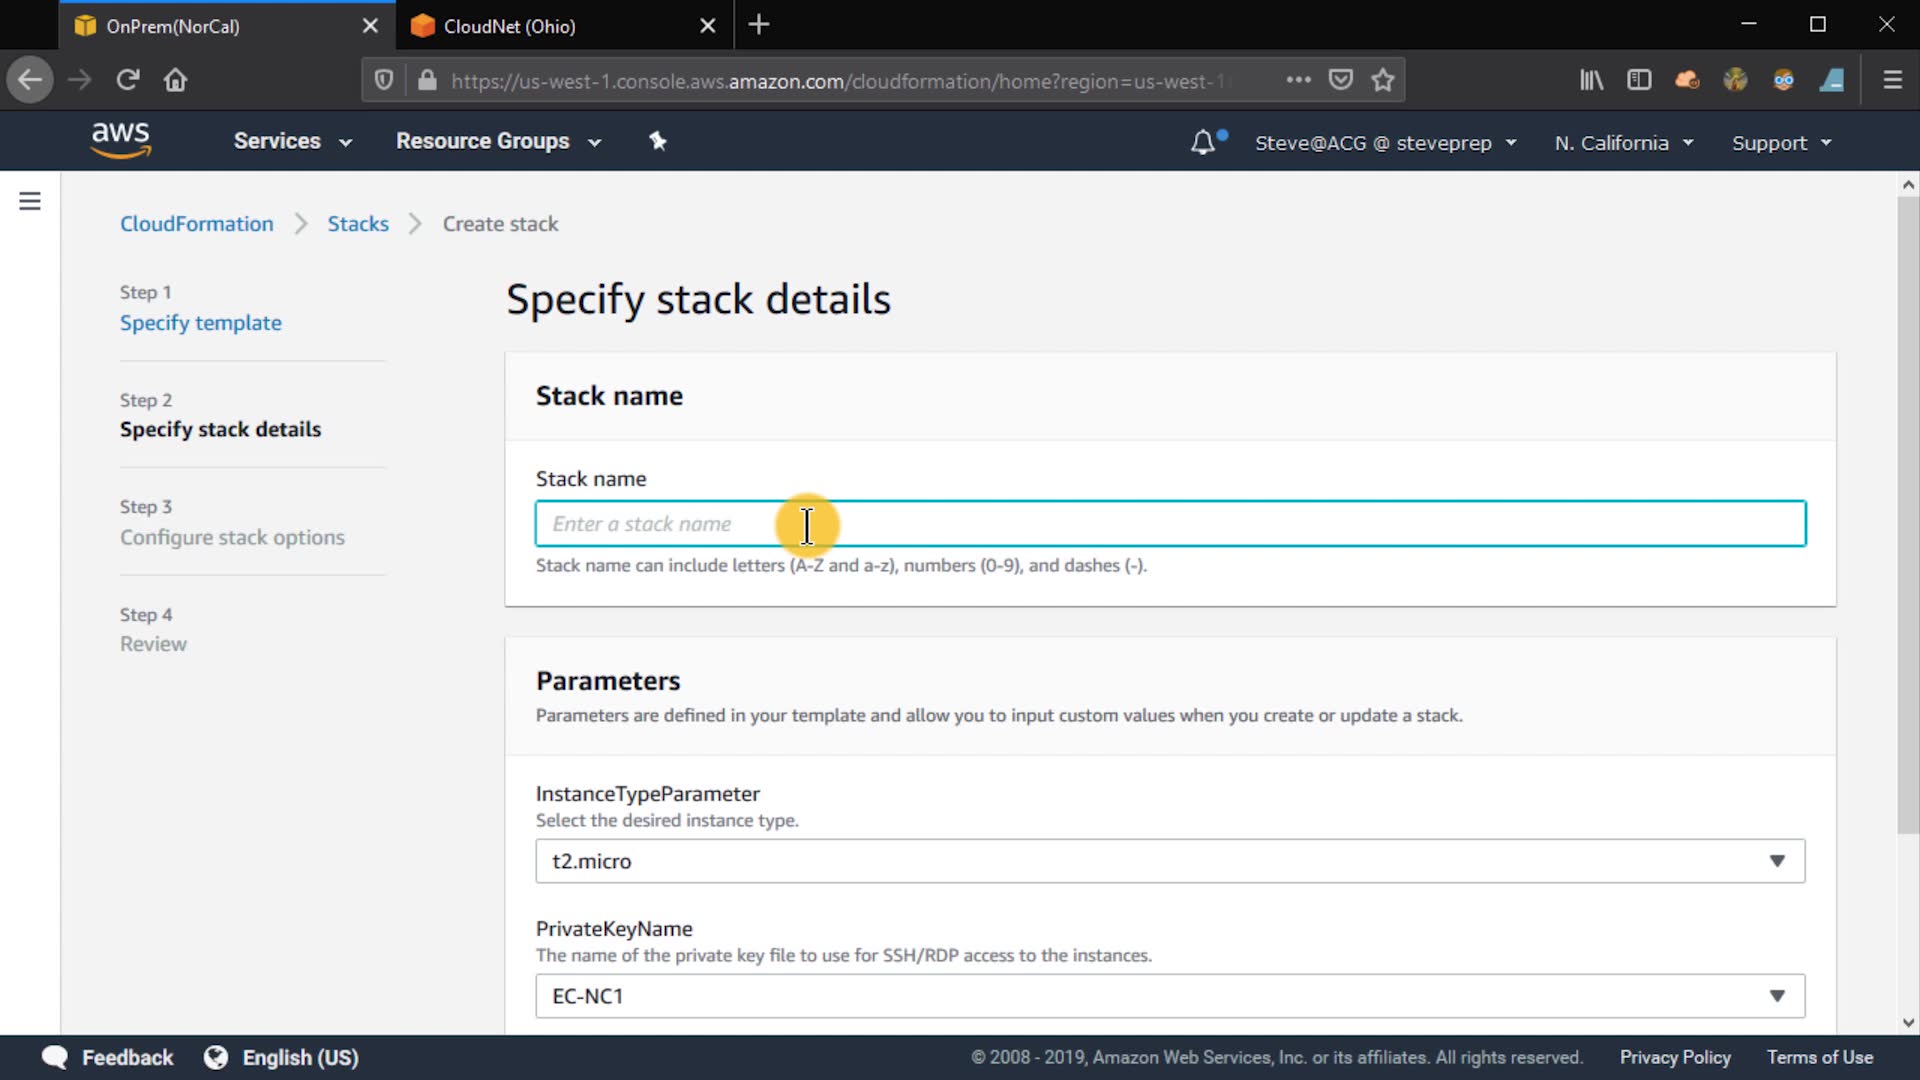 OnPrem(NorCal)
CloudNet (Ohio)
https://us-west-1.console.aws.amazon.com/cloudformation/home?region=us-west-1
aws
Services
Resource Groups
Steve@ACG @ steveprep
N. California
Support
CloudFormation
Stacks
Create stack
Step 1
Specify template
Step 2
Specify stack details
Step 3
Configure stack options
Step 4
Review
Specify stack details
Stack name
Stack name
Enter a stack name
Stack name can include letters (A-Z and a-z), numbers (0-9), and dashes (-).
Parameters
Parameters are defined in your template and allow you to input custom values when you create or update a stack.
InstanceTypeParameter
Select the desired instance type.
t2.micro
PrivateKeyName
The name of the private key file to use for SSH/RDP access to the instances.
EC-NC1
Feedback
English (US)
© 2008 - 2019, Amazon Web Services, Inc. or its affiliates. All rights reserved.
Privacy Policy
Terms of Use